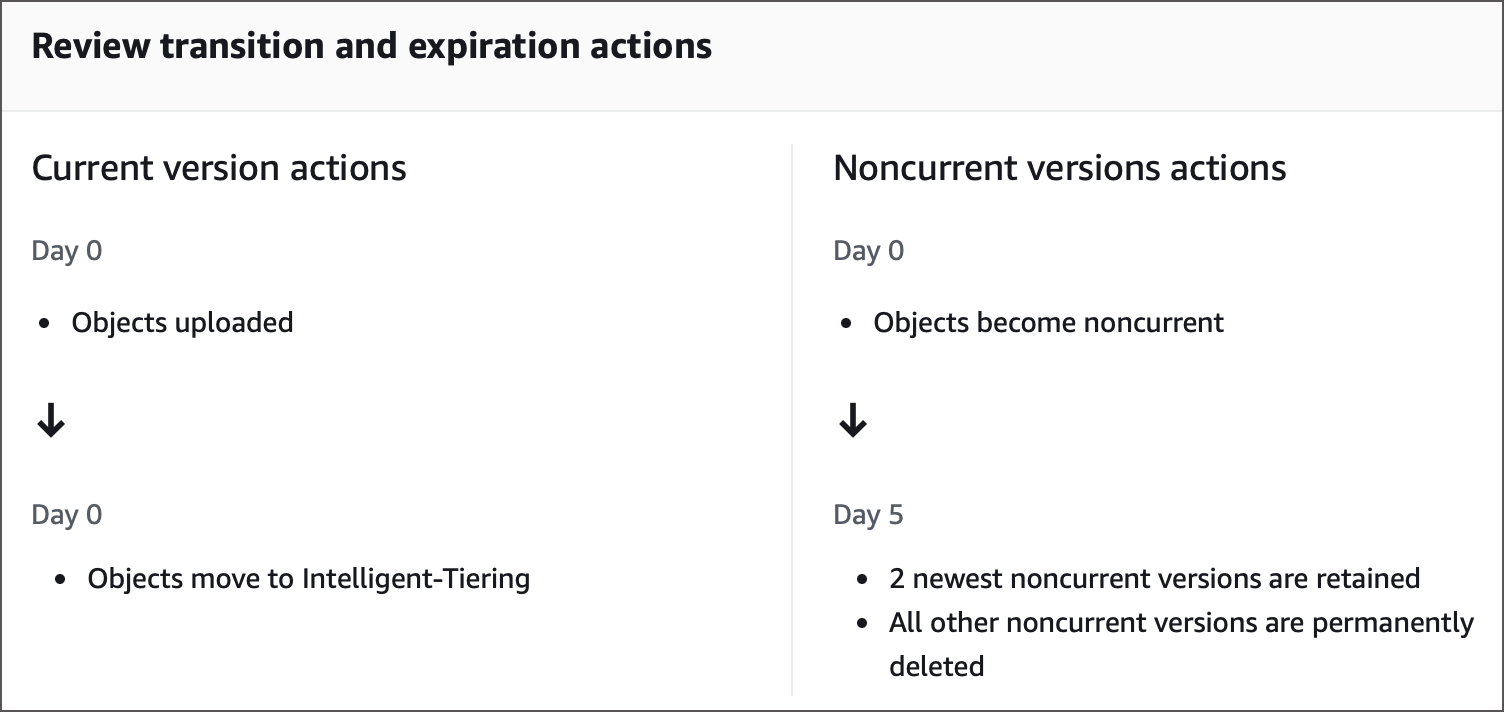 Review transition and expiration actions
Current version actions
Day 0
• Objects uploaded
↓
Day 0
• Objects move to Intelligent-Tiering
Noncurrent versions actions
Day 0
• Objects become noncurrent
↓
Day 5
• 2 newest noncurrent versions are retained
• All other noncurrent versions are permanently
deleted